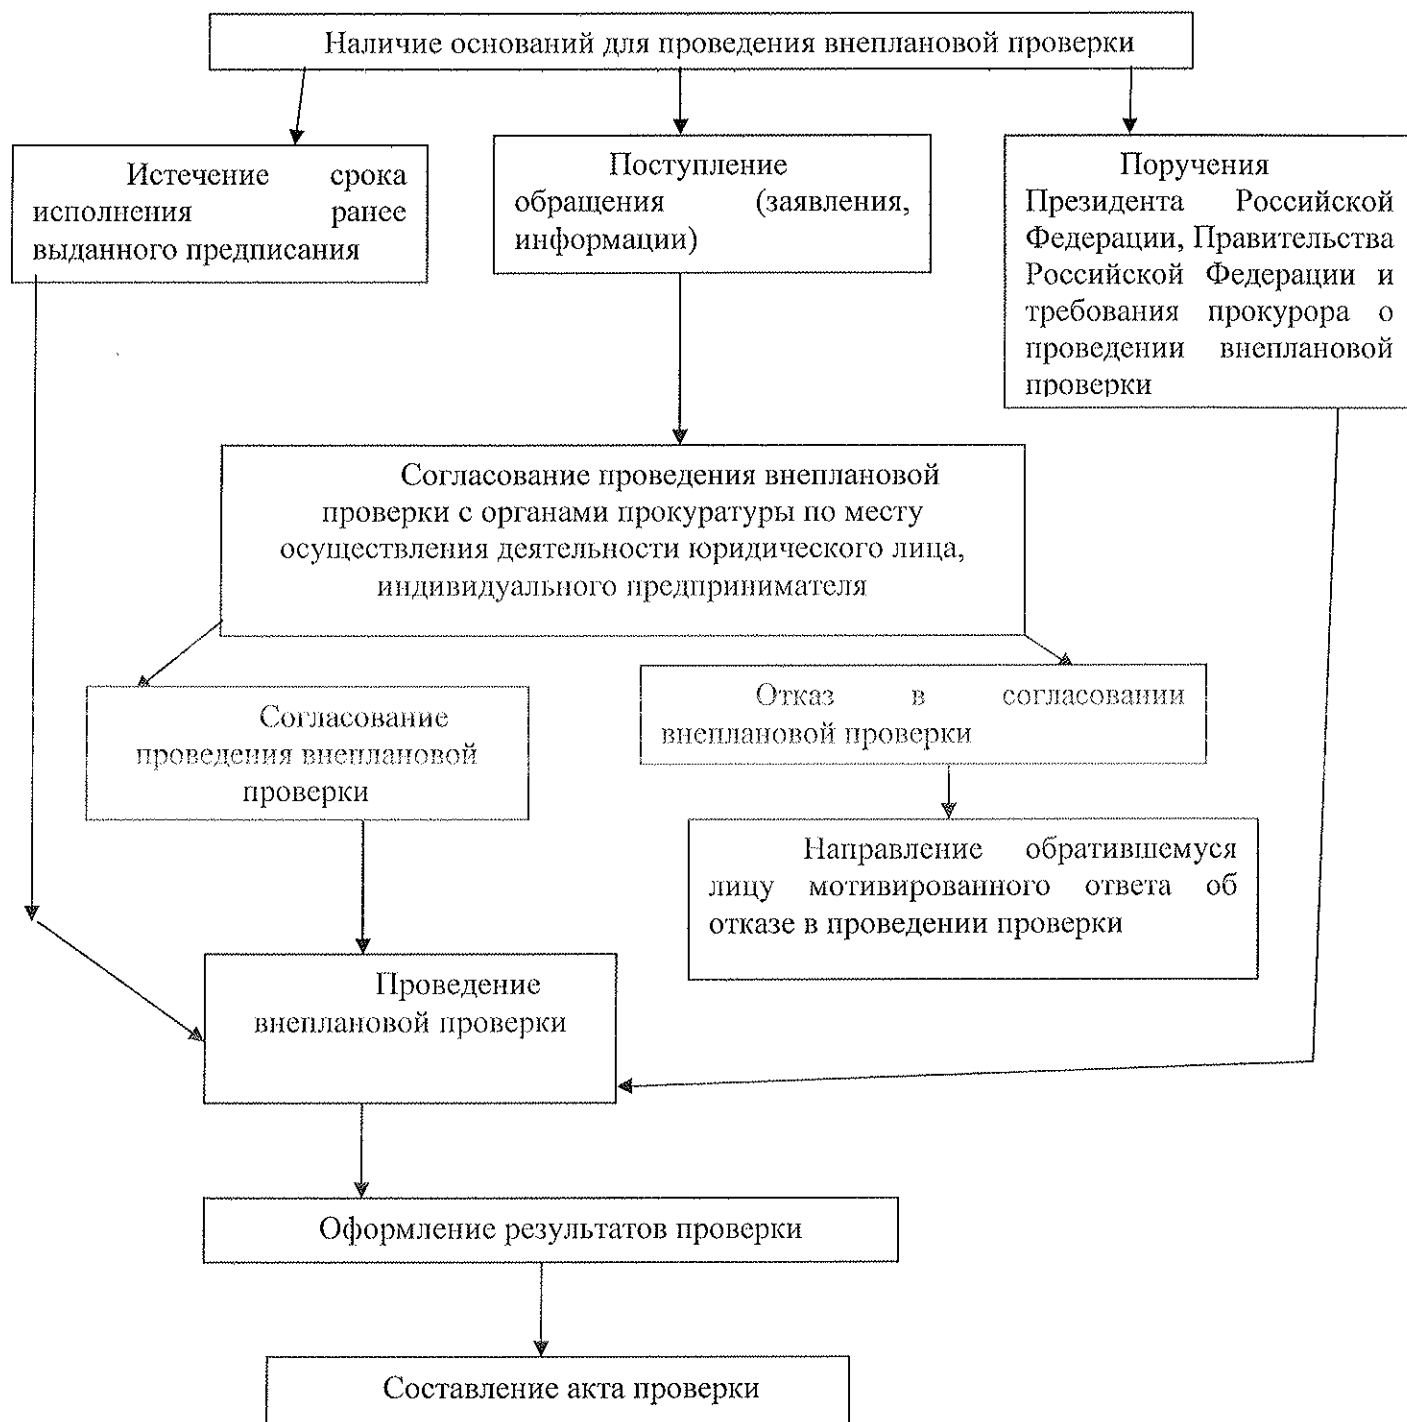 Наличие оснований для проведения внеплановой проверки
Истечение срока
исполнения ранее
выданного предписания
Поступление
обращения (заявления,
информации)
Поручения
Президента Российской
Федерации, Правительства
Российской Федерации и
требования прокурора о
проведении внеплановой
проверки
Согласование проведения внеплановой
проверки с органами прокуратуры по месту
осуществления деятельности юридического лица,
индивидуального предпринимателя
Согласование
проведения внеплановой
проверки
Отказ в согласовании
внеплановой проверки
Направление обратившемуся
лицу мотивированного ответа об
отказе в проведении проверки
Проведение
внеплановой проверки
Оформление результатов проверки
Составление акта проверки